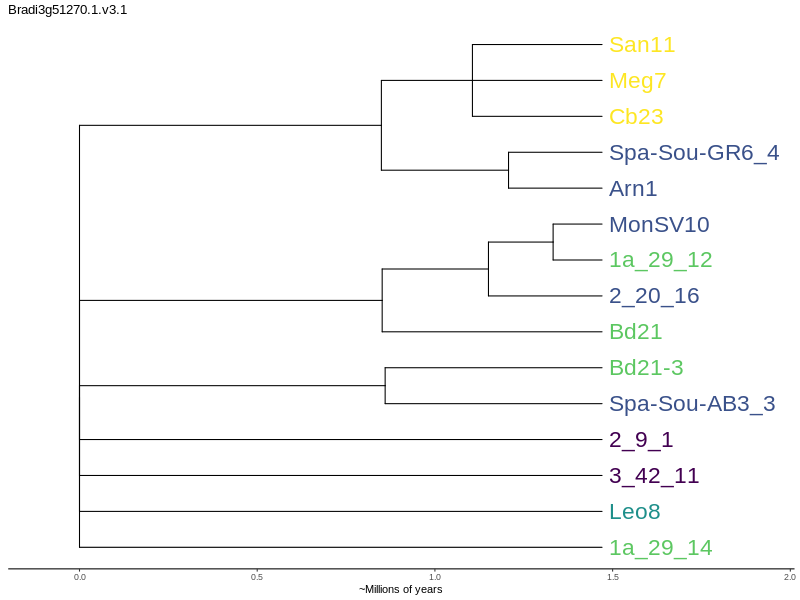 Bradi3g51270.1.v3.1
San11
Meg7
Cb23
Spa-Sou-GR6_4
Arn1
MonSV10
1a_29_12
2_20_16
Bd21
Bd21-3
Spa-Sou-AB3_3
2_9_1
3_42_11
Leo8
1a_29_14
0.0 0.5 1.0 1.5 2.0
~Millions of years